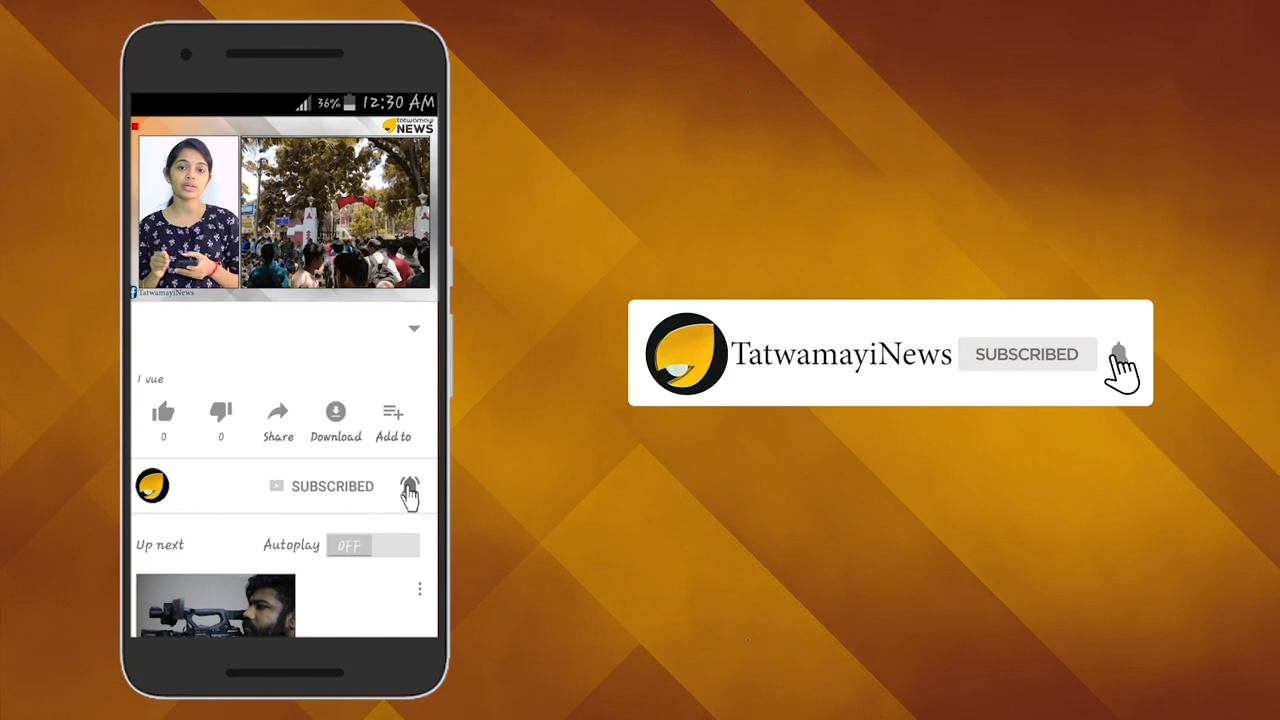 36% 12:30 AM
tatwamayi
NEWS
TatwamayiNews
1 vue
0 0 Share Download Add to
SUBSCRIBED
Up next Autoplay OFF
TatwamayiNews SUBSCRIBED